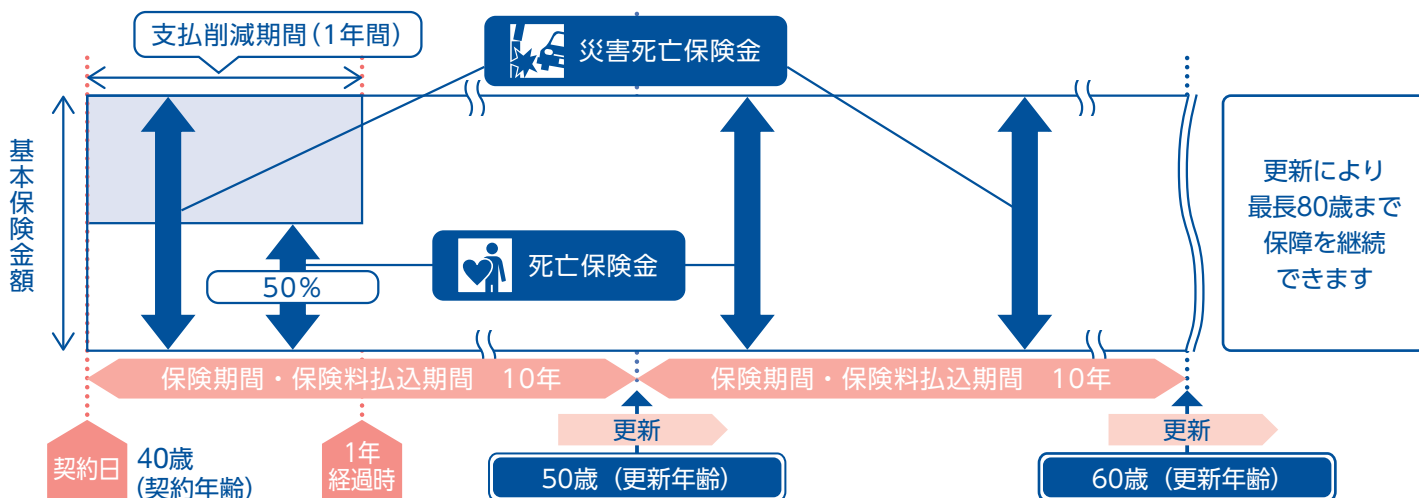 支払削減期間(1年間)
災害死亡保険金
基本保険金額
死亡保険金
50%
更新により
最長80歳まで
保障を継続
できます
保険期間・保険料払込期間 10年
保険期間・保険料払込期間 10年
更新
更新
契約日
40歳
(契約年齢)
1年
経過時
50歳(更新年齢)
60歳(更新年齢)